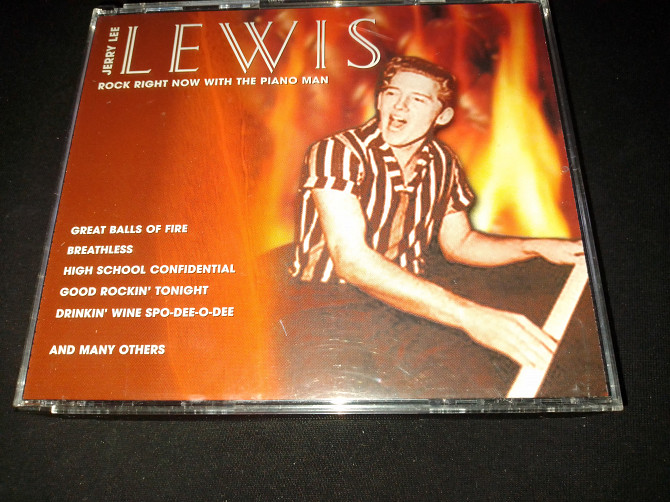 JERRY LEE
LEWIS
ROCK RIGHT NOW WITH THE PIANO MAN
GREAT BALLS OF FIRE
BREATHLESS
HIGH SCHOOL CONFIDENTIAL
GOOD ROCKIN' TONIGHT
DRINKIN' WINE SPO-DEE-O-DEE
AND MANY OTHERS